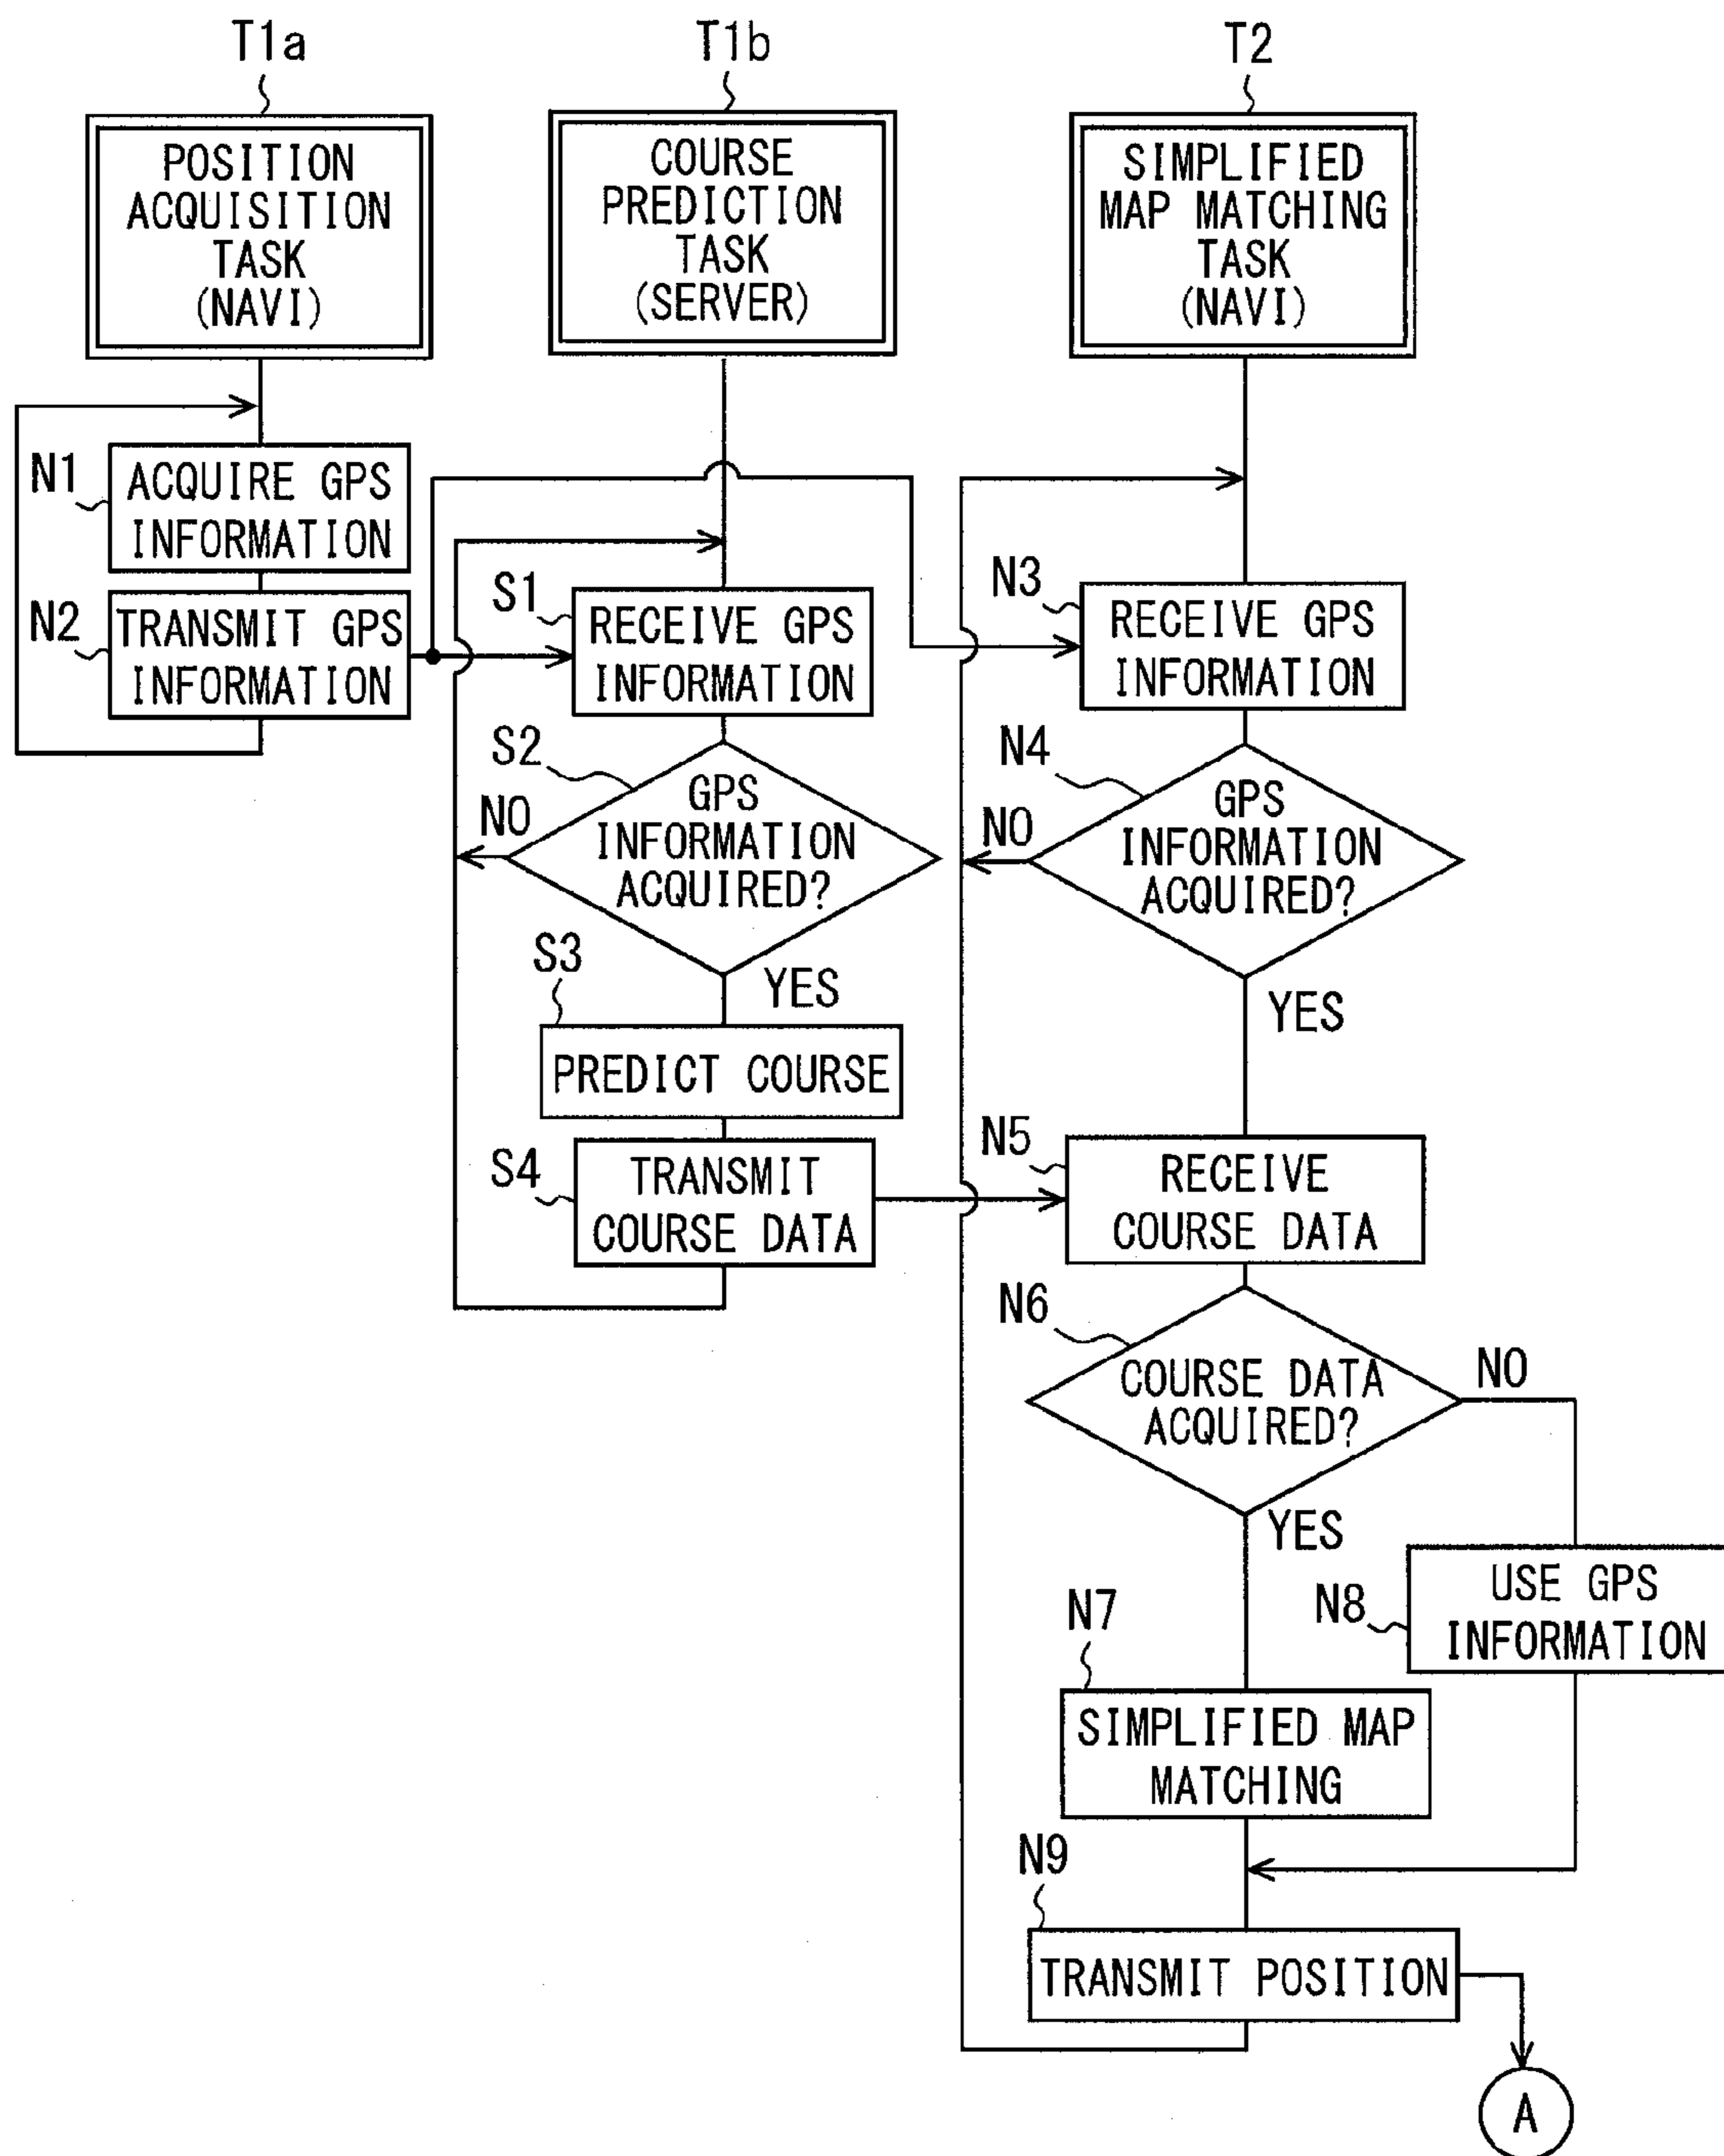 T1a
POSITION
ACQUISITION
TASK
(NAVI)
N1
ACQUIRE GPS
INFORMATION
N2
TRANSMIT GPS
INFORMATION
T1b
COURSE
PREDICTION
TASK
(SERVER)
S1
RECEIVE GPS
INFORMATION
S2
GPS
INFORMATION
ACQUIRED?
NO
YES
S3
PREDICT COURSE
S4
TRANSMIT
COURSE DATA
T2
SIMPLIFIED
MAP MATCHING
TASK
(NAVI)
N3
RECEIVE GPS
INFORMATION
N4
GPS
INFORMATION
ACQUIRED?
NO
YES
N5
RECEIVE
COURSE DATA
N6
COURSE DATA
ACQUIRED?
NO
YES
N8
USE GPS
INFORMATION
N7
SIMPLIFIED MAP
MATCHING
N9
TRANSMIT POSITION
A